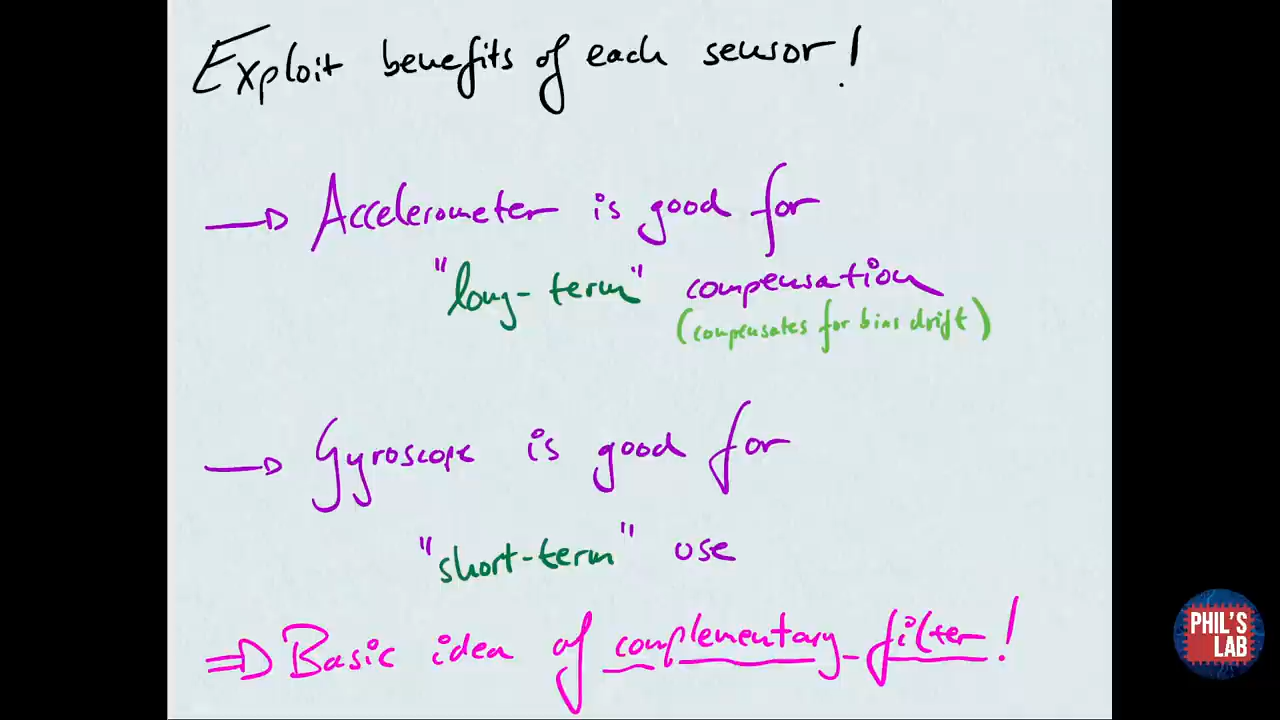 Exploit benefits of each sensor!
Accelerometer is good for
"long-term" compensation
(compensates for bias drift)
Gyroscope is good for
"short-term" use
⇒ Basic idea of complementary filter!
PHIL'S
LAB